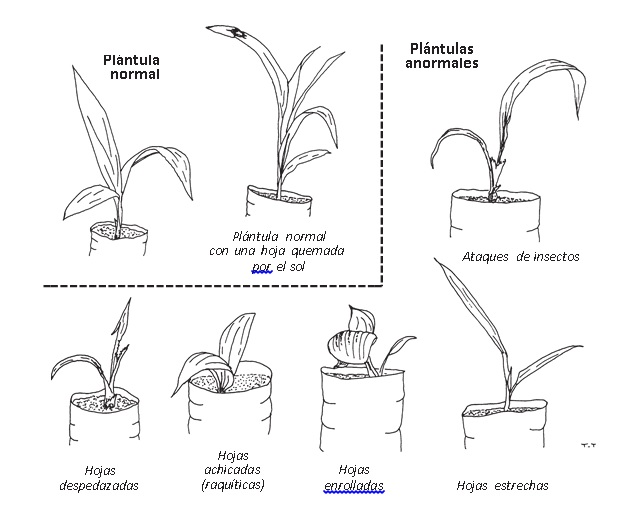 Plántula
normal
Plántulas
anormales
Plántula normal
con una hoja quemada
por el sol
Ataques de insectos
Hojas
despedazadas
Hojas
achicadas
(raquíticas)
Hojas
enrolladas
Hojas estrechas
T.T